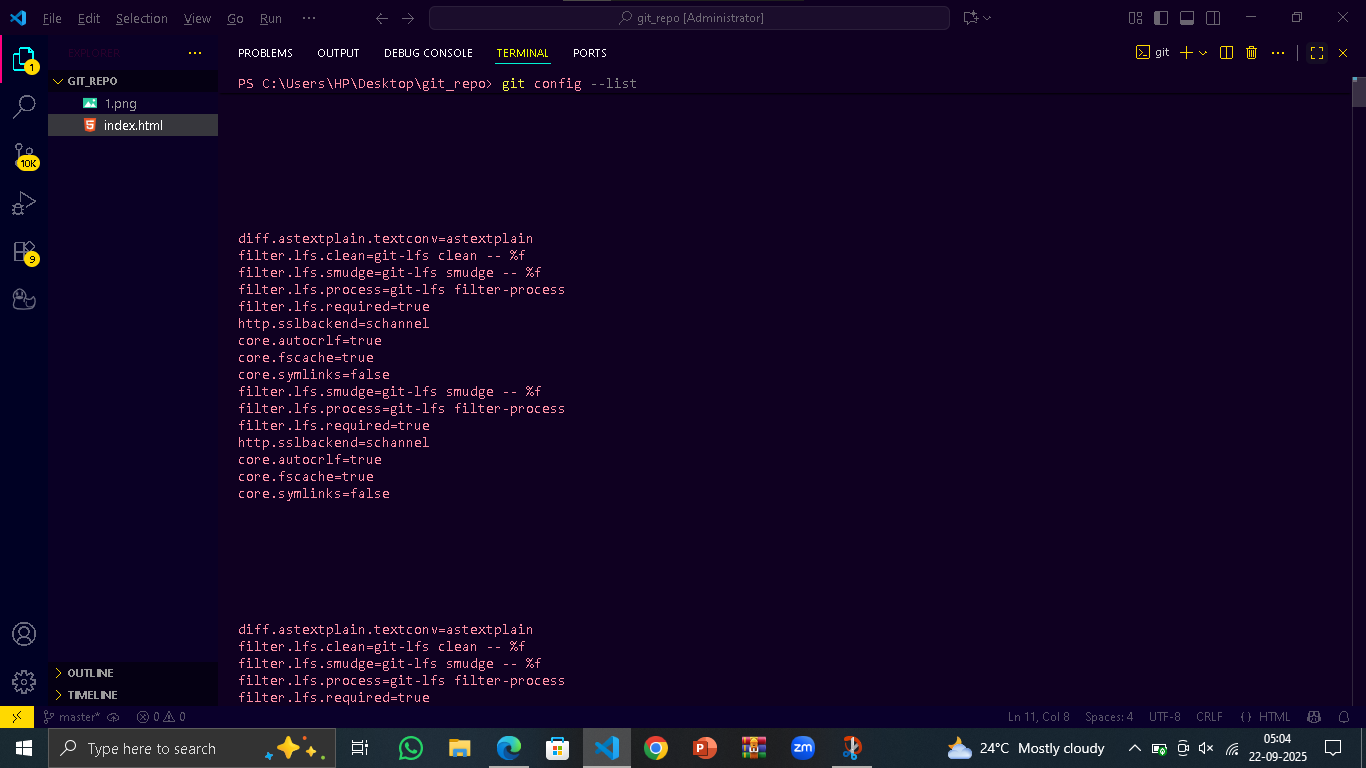 File Edit Selection View Go Run ··· git_repo [Administrator]
EXPLORER ···
PROBLEMS OUTPUT DEBUG CONSOLE TERMINAL PORTS git
GIT_REPO
1.png
index.html
PS C:\Users\HP\Desktop\git_repo> git config --list
diff.astextplain.textconv=astextplain
filter.lfs.clean=git-lfs clean -- %f
filter.lfs.smudge=git-lfs smudge -- %f
filter.lfs.process=git-lfs filter-process
filter.lfs.required=true
http.sslbackend=schannel
core.autocrlf=true
core.fscache=true
core.symlinks=false
filter.lfs.smudge=git-lfs smudge -- %f
filter.lfs.process=git-lfs filter-process
filter.lfs.required=true
http.sslbackend=schannel
core.autocrlf=true
core.fscache=true
core.symlinks=false
diff.astextplain.textconv=astextplain
filter.lfs.clean=git-lfs clean -- %f
filter.lfs.smudge=git-lfs smudge -- %f
filter.lfs.process=git-lfs filter-process
filter.lfs.required=true
1
10K
9
OUTLINE
TIMELINE
master* 0 0 Ln 11, Col 8 Spaces: 4 UTF-8 CRLF {} HTML
Type here to search zm 24°C Mostly cloudy 05:04
22-09-2025